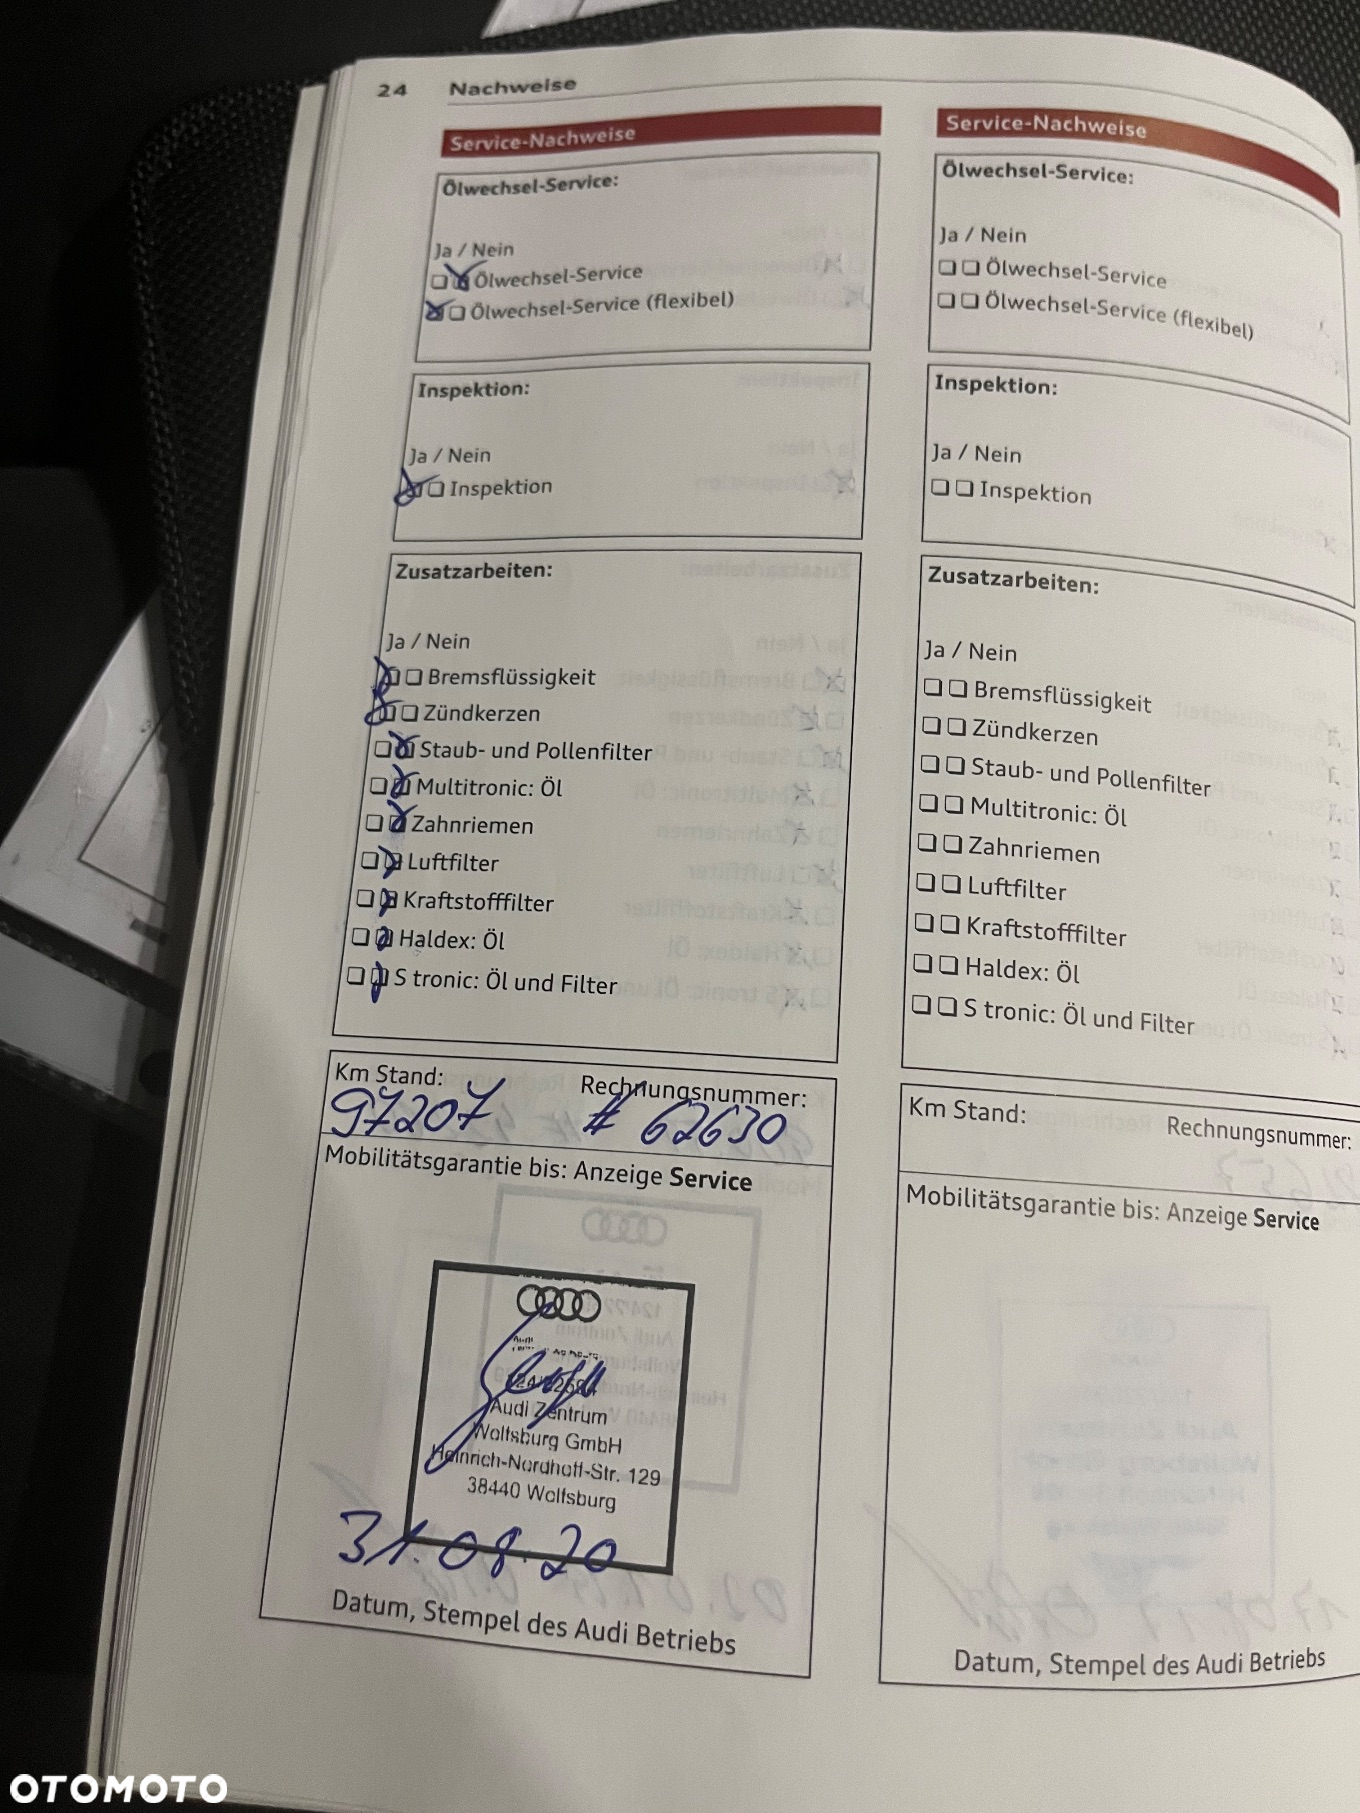 24 Nachweise
Service-Nachweise
Ölwechsel-Service:
Ja / Nein
Ölwechsel-Service
Ölwechsel-Service (flexibel)
Inspektion:
Ja / Nein
Inspektion
Zusatzarbeiten:
Ja / Nein
Bremsflüssigkeit
Zündkerzen
Staub- und Pollenfilter
Multitronic: Öl
Zahnriemen
Luftfilter
Kraftstofffilter
Haldex: Öl
S tronic: Öl und Filter
Km Stand: Rechnungsnummer:
97207 # 62630
Mobilitätsgarantie bis: Anzeige Service
Audi Zentrum
Wolfsburg GmbH
Heinrich-Nordhoff-Str. 129
38440 Wolfsburg
31.08.20
Datum, Stempel des Audi Betriebs
Service-Nachweise
Ölwechsel-Service:
Ja / Nein
Ölwechsel-Service
Ölwechsel-Service (flexibel)
Inspektion:
Ja / Nein
Inspektion
Zusatzarbeiten:
Ja / Nein
Bremsflüssigkeit
Zündkerzen
Staub- und Pollenfilter
Multitronic: Öl
Zahnriemen
Luftfilter
Kraftstofffilter
Haldex: Öl
S tronic: Öl und Filter
Km Stand: Rechnungsnummer:
Mobilitätsgarantie bis: Anzeige Service
Datum, Stempel des Audi Betriebs
OTOMOTO